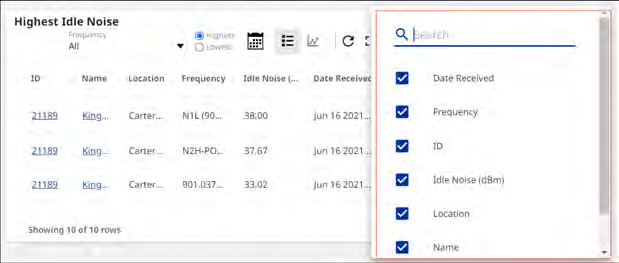 Highest Idle Noise
Frequency
All
Highest
Lowest
ID Name Location Frequency Idle Noise (... Date Received
21189 King... Carter... N1L (90... 38.00 Jun 16 2021...
21189 King... Carter... N2H-PO... 37.67 Jun 16 2021...
21189 King... Carter... 901.037... 33.02 Jun 16 2021...
Showing 10 of 10 rows
Search
Date Received
Frequency
ID
Idle Noise (dBm)
Location
Name